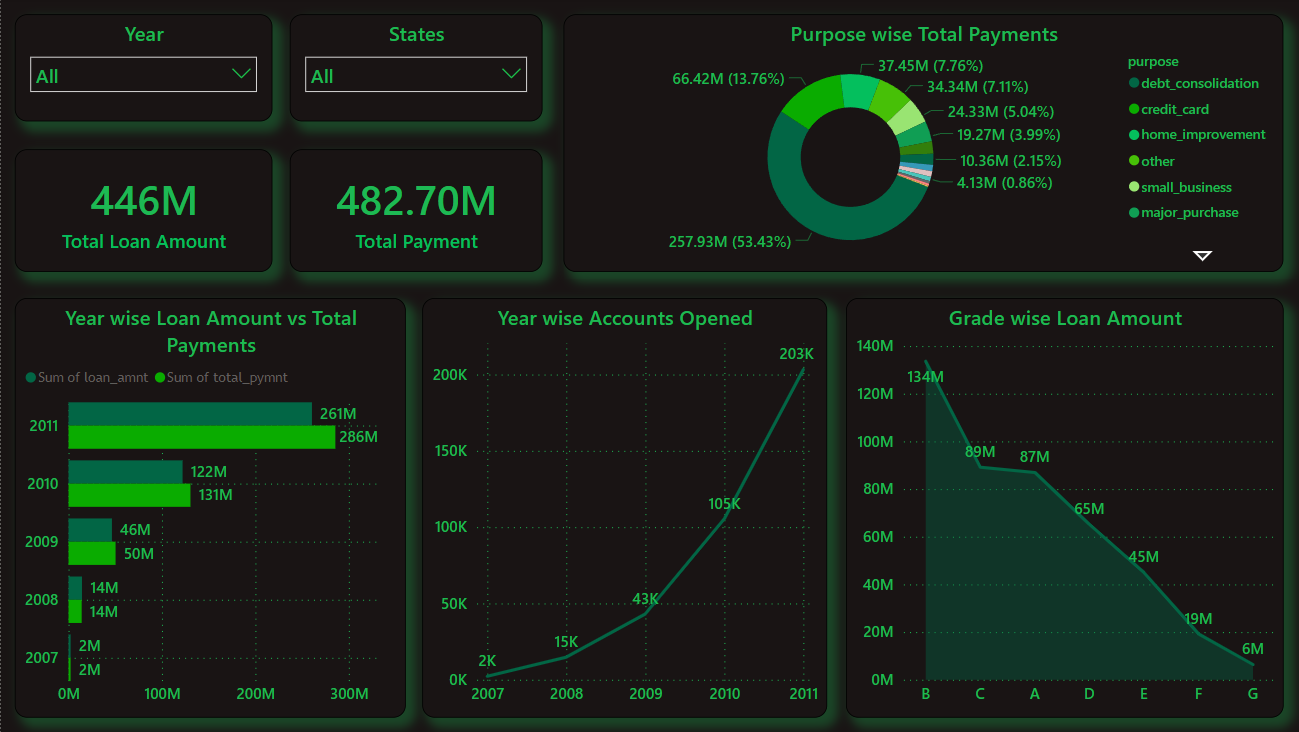 Year
All
States
All
446M
Total Loan Amount
482.70M
Total Payment
Purpose wise Total Payments
37.45M (7.76%)
66.42M (13.76%)
34.34M (7.11%)
24.33M (5.04%)
19.27M (3.99%)
10.36M (2.15%)
4.13M (0.86%)
257.93M (53.43%)
purpose
debt_consolidation
credit_card
home_improvement
other
small_business
major_purchase
Year wise Loan Amount vs Total
Payments
Sum of loan_amnt Sum of total_pymnt
2011
261M
286M
2010
122M
131M
2009
46M
50M
2008
14M
14M
2007
2M
2M
0M 100M 200M 300M
Year wise Accounts Opened
200K
150K
100K
50K
0K
2K
15K
43K
105K
203K
2007 2008 2009 2010 2011
Grade wise Loan Amount
140M
120M
100M
80M
60M
40M
20M
0M
134M
89M
87M
65M
45M
19M
6M
B C A D E F G